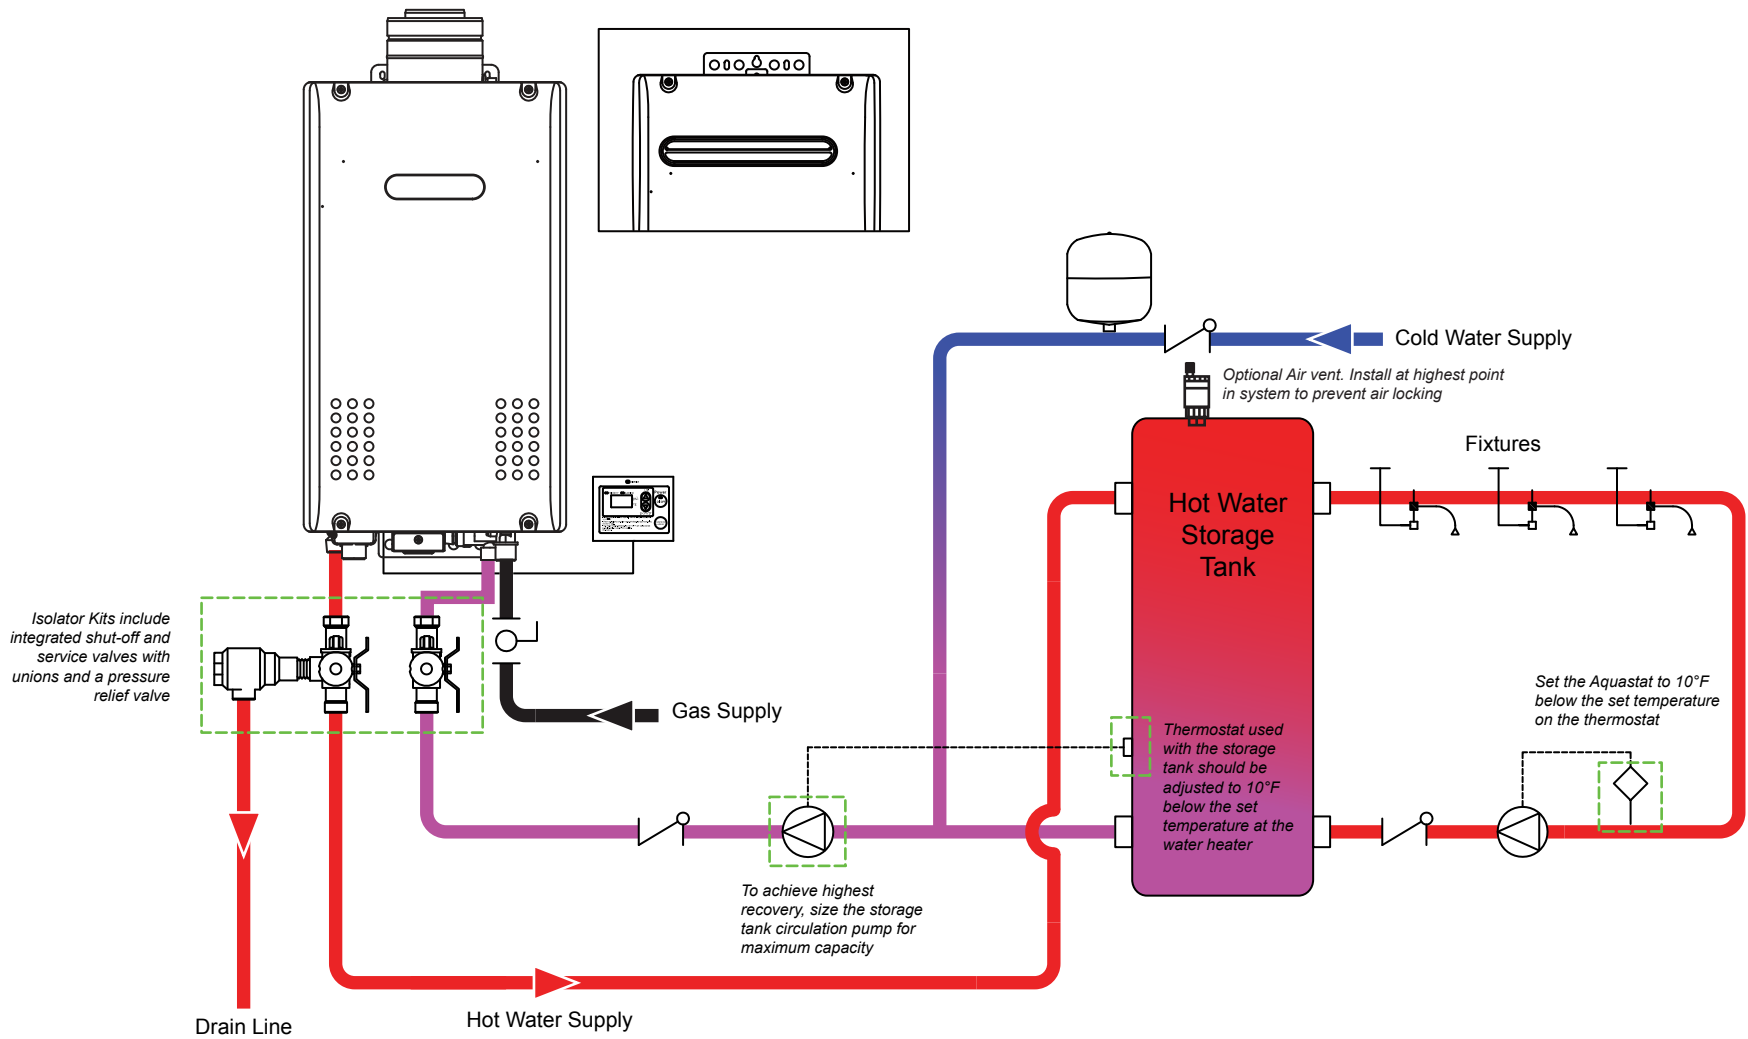 Cold Water Supply
Optional Air vent. Install at highest point
in system to prevent air locking
Fixtures
Hot Water
Storage
Tank
Isolator Kits include
integrated shut-off and
service valves with
unions and a pressure
relief valve
Gas Supply
Thermostat used
with the storage
tank should be
adjusted to 10°F
below the set
temperature at the
water heater
Set the Aquastat to 10°F
below the set temperature
on the thermostat
To achieve highest
recovery, size the storage
tank circulation pump for
maximum capacity
Hot Water Supply
Drain Line